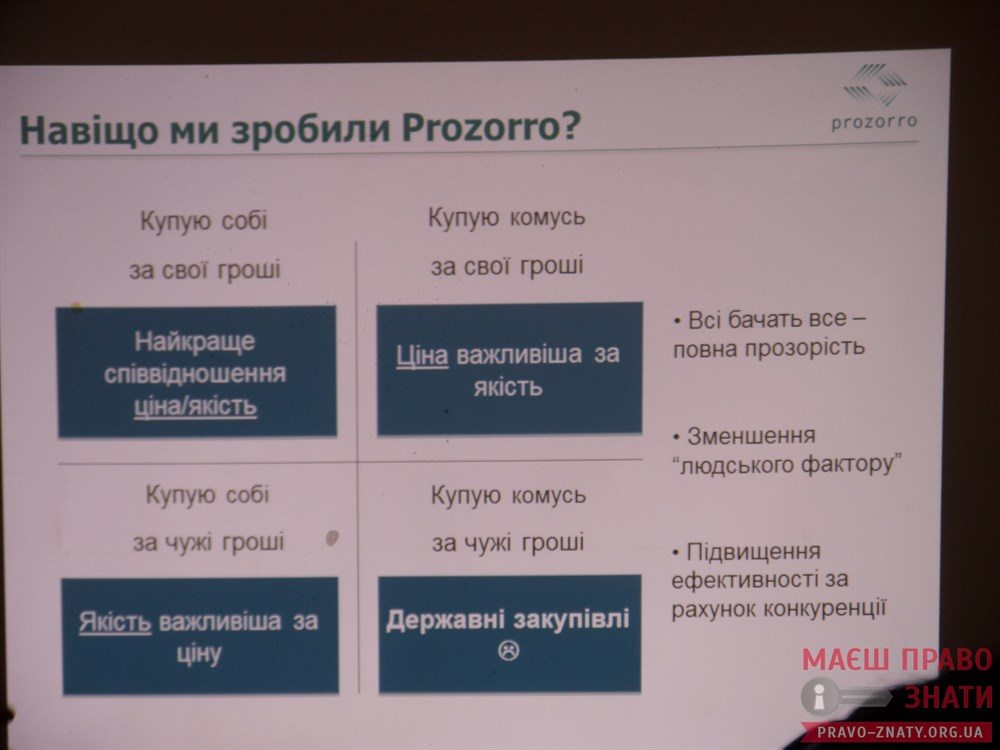 Навіщо ми зробили Prozorro?
prozorro
Купую собі
за свої гроші
Найкраще
співвідношення
ціна/якість
Купую комусь
за свої гроші
Ціна важливіша за
якість
Купую собі
за чужі гроші
Якість важливіша за
ціну
Купую комусь
за чужі гроші
Державні закупівлі
☹
• Всі бачать все –
повна прозорість
• Зменшення
“людського фактору”
• Підвищення
ефективності за
рахунок конкуренції
МАЄШ ПРАВО
ЗНАТИ
PRAVO-ZNATY.ORG.UA